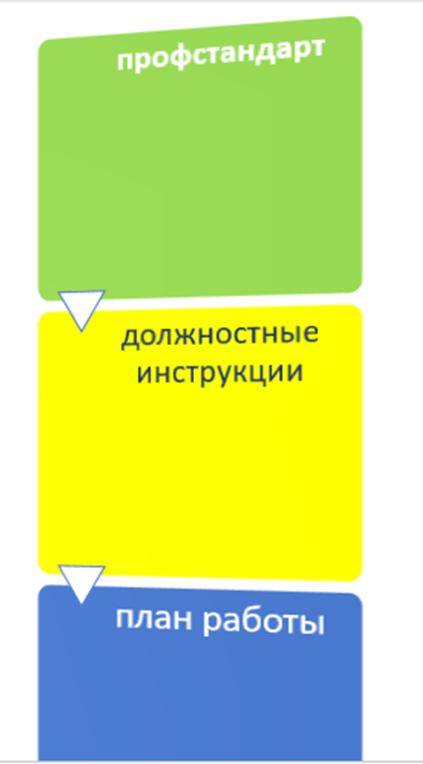 профстандарт
должностные
инструкции
план работы